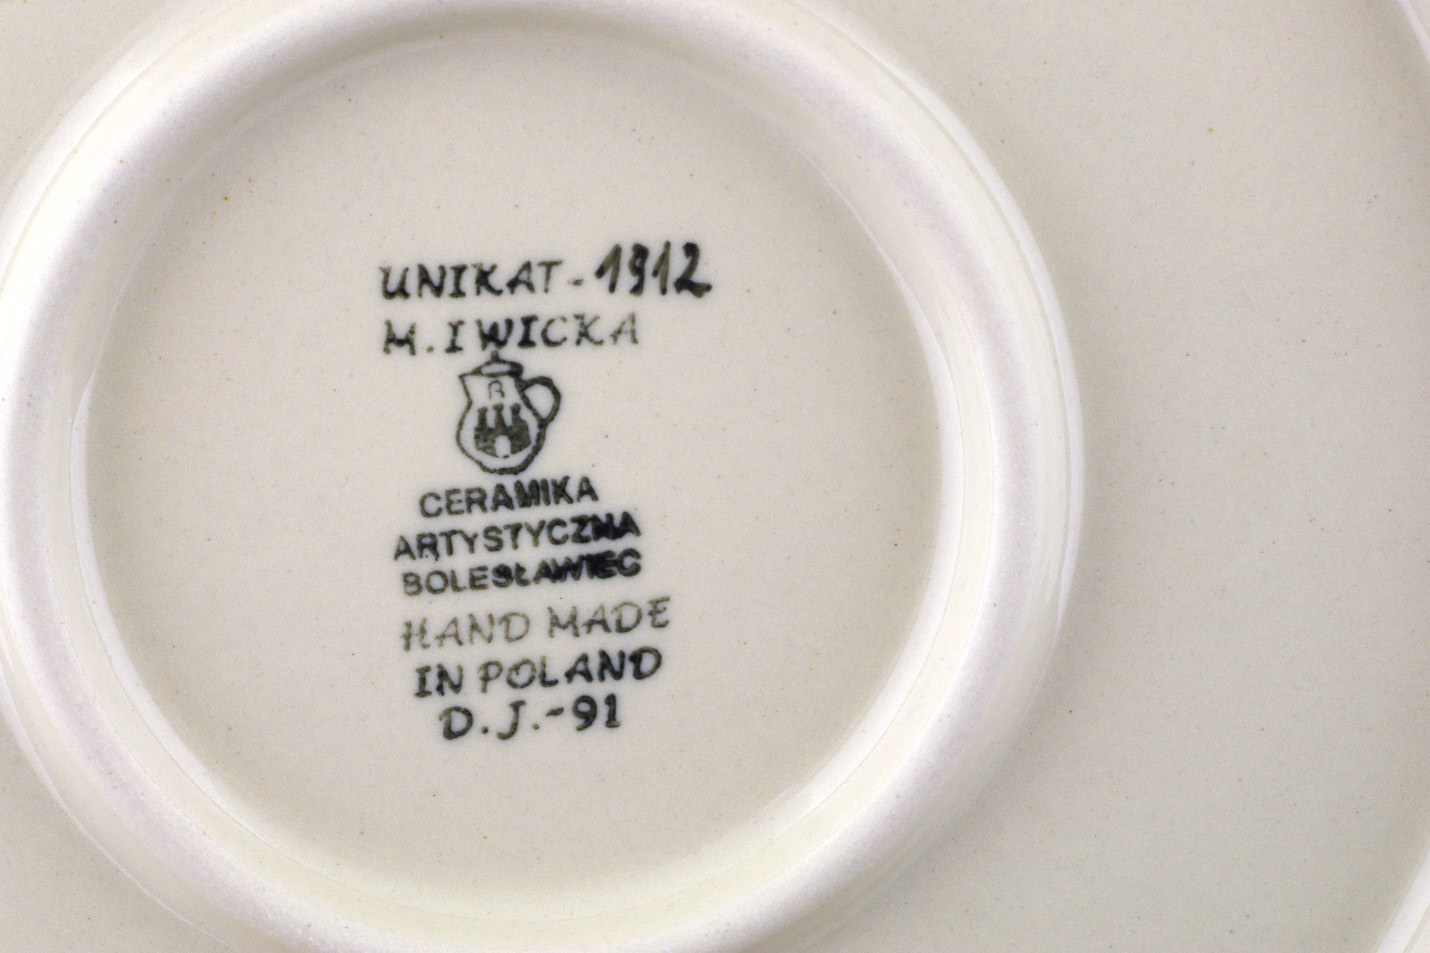 UNIKAT-1912
M.IWICKA
B
CERAMIKA
ARTYSTYCZNA
BOLESŁAWIEC
HAND MADE
IN POLAND
D.J.-91